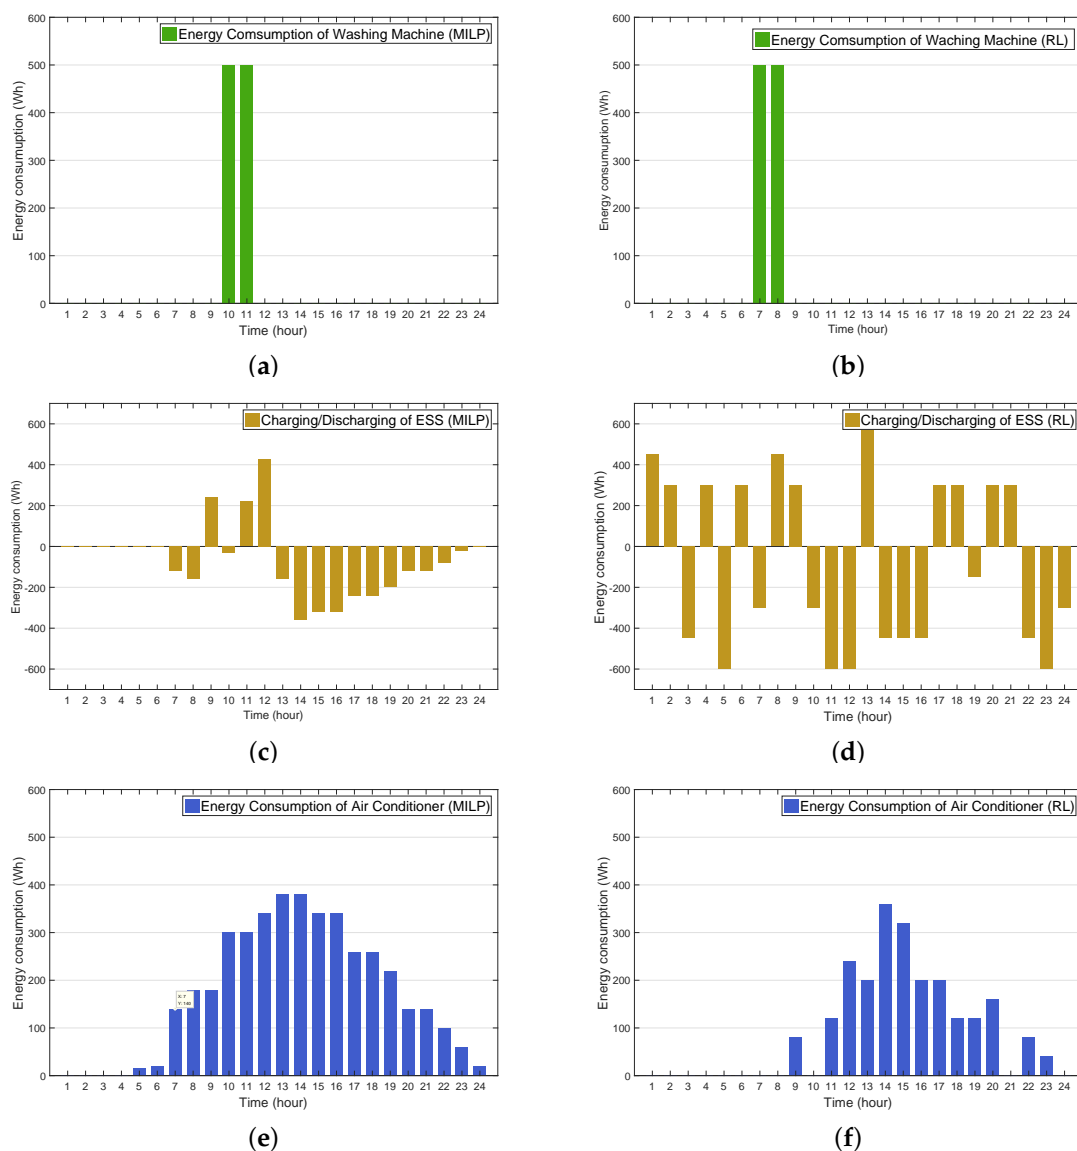 600
500
400
300
200
100
0
Energy consumuption (Wh)
Energy Comsumption of Washing Machine (MILP)
1 2 3 4 5 6 7 8 9 10 11 12 13 14 15 16 17 18 19 20 21 22 23 24
Time (hour)
(a)
600
500
400
300
200
100
0
Energy consumption (Wh)
Energy Comsumption of Waching Machine (RL)
1 2 3 4 5 6 7 8 9 10 11 12 13 14 15 16 17 18 19 20 21 22 23 24
Time (hour)
(b)
600
400
200
0
-200
-400
-600
Energy consumption (Wh)
Charging/Discharging of ESS (MILP)
1 2 3 4 5 6 7 8 9 10 11 12 13 14 15 16 17 18 19 20 21 22 23 24
Time (hour)
(c)
600
400
200
0
-200
-400
-600
Energy consumption (Wh)
Charging/Discharging of ESS (RL)
1 2 3 4 5 6 7 8 9 10 11 12 13 14 15 16 17 18 19 20 21 22 23 24
Time (hour)
(d)
600
500
400
300
200
100
0
Energy consumption (Wh)
Energy Consumption of Air Conditioner (MILP)
X: 7
Y: 140
1 2 3 4 5 6 7 8 9 10 11 12 13 14 15 16 17 18 19 20 21 22 23 24
Time (hour)
(e)
600
500
400
300
200
100
0
Energy consumption (Wh)
Energy Consumption of Air Conditioner (RL)
1 2 3 4 5 6 7 8 9 10 11 12 13 14 15 16 17 18 19 20 21 22 23 24
Time (hour)
(f)